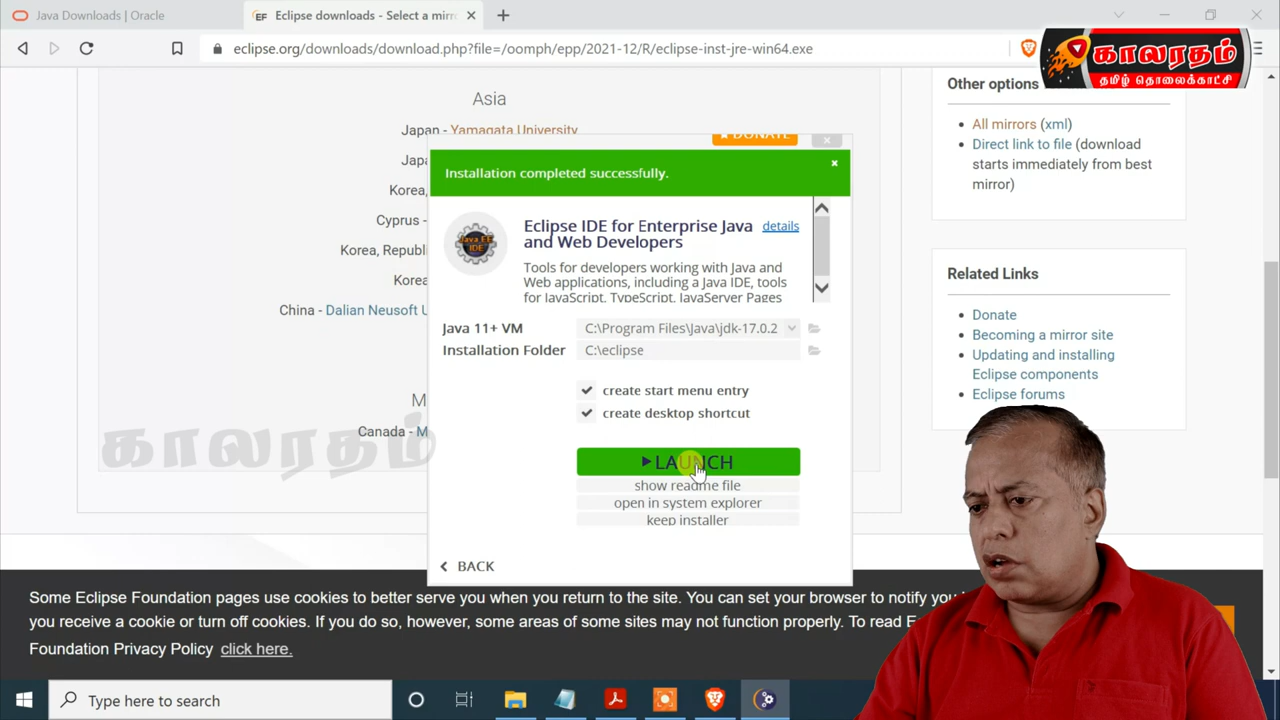 Java Downloads | Oracle
Eclipse downloads - Select a mirr
eclipse.org/downloads/download.php?file=/oomph/epp/2021-12/R/eclipse-inst-jre-win64.exe
காலரதம்
தமிழ் தொலைக்காட்சி
Asia
Japan - Yamagata University
Japa
Korea,
Cyprus -
Korea, Republi
Korea
China - Dalian Neusoft U
M
Canada - M
காலரதம்
DONATE
Installation completed successfully.
Eclipse IDE for Enterprise Java
and Web Developers
details
Tools for developers working with Java and
Web applications, including a Java IDE, tools
for JavaScript, TypeScript, JavaServer Pages
Java 11+ VM
C:\Program Files\Java\jdk-17.0.2
Installation Folder
C:\eclipse
create start menu entry
create desktop shortcut
LAUNCH
show readme file
open in system explorer
keep installer
BACK
Other options
All mirrors (xml)
Direct link to file (download
starts immediately from best
mirror)
Related Links
Donate
Becoming a mirror site
Updating and installing
Eclipse components
Eclipse forums
Some Eclipse Foundation pages use cookies to better serve you when you return to the site. You can set your browser to notify you
you receive a cookie or turn off cookies. If you do so, however, some areas of some sites may not function properly. To read E
Foundation Privacy Policy click here.
Type here to search